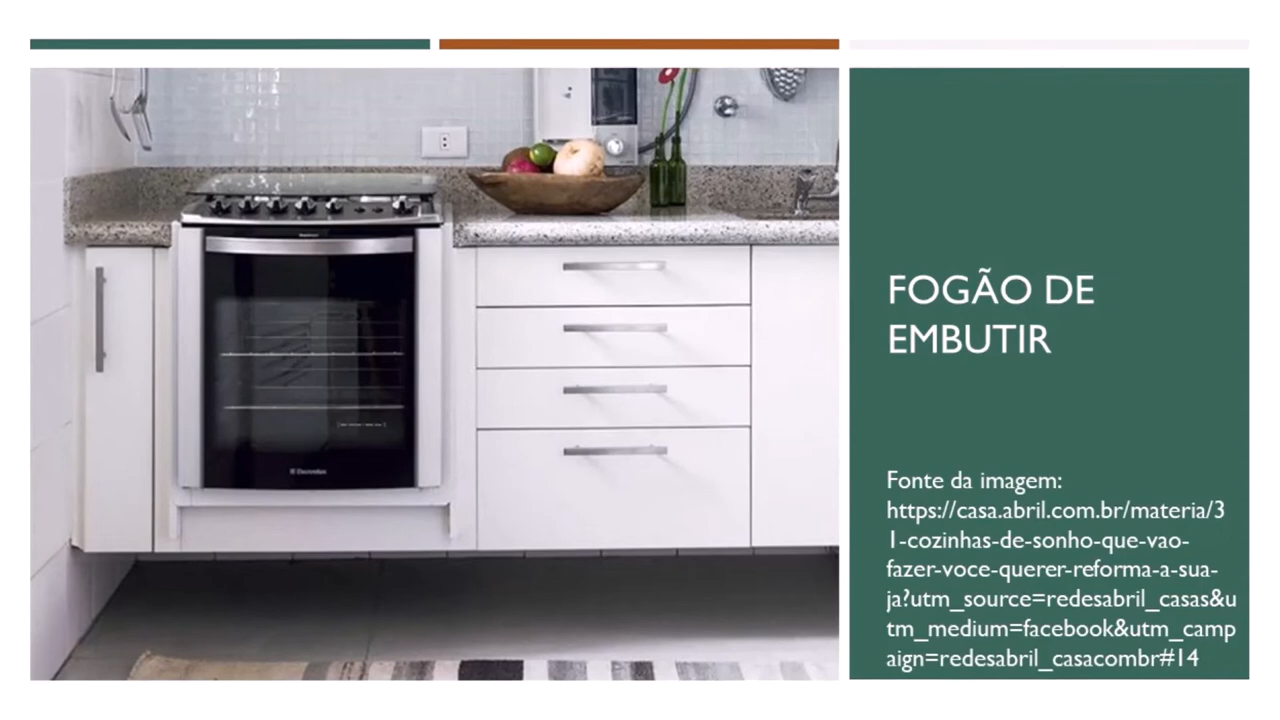 FOGÃO DE
EMBUTIR
Fonte da imagem:
https://casa.abril.com.br/materia/3
1-cozinhas-de-sonho-que-vao-
fazer-voce-querer-reforma-a-sua-
ja?utm_source=redesabril_casas&u
tm_medium=facebook&utm_camp
aign=redesabril_casacombr#14
Electrolux